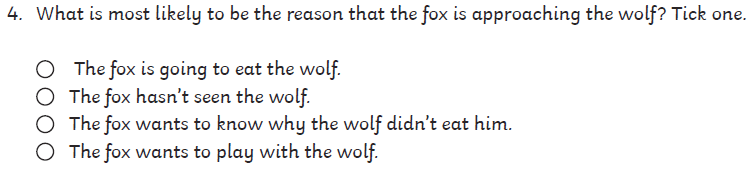 4. What is most likely to be the reason that the fox is approaching the wolf? Tick one.
The fox is going to eat the wolf.
The fox hasn't seen the wolf.
The fox wants to know why the wolf didn't eat him.
The fox wants to play with the wolf.